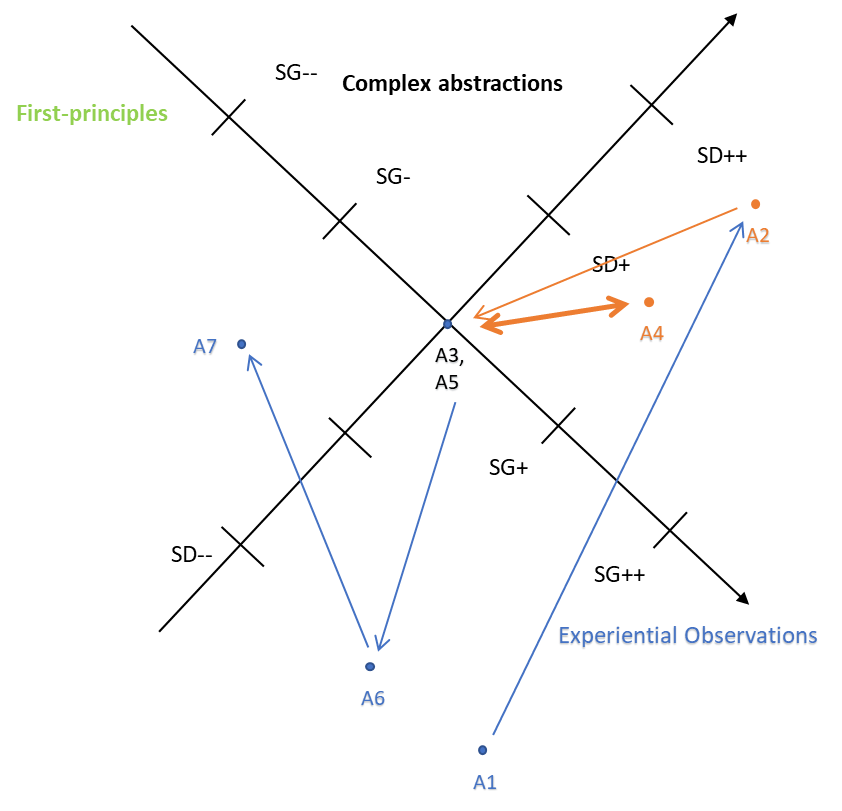 SG--
Complex abstractions
First-principles
SD++
SG-
A2
SD+
A4
A7
A3,
A5
SG+
SD--
SG++
Experiential Observations
A6
A1